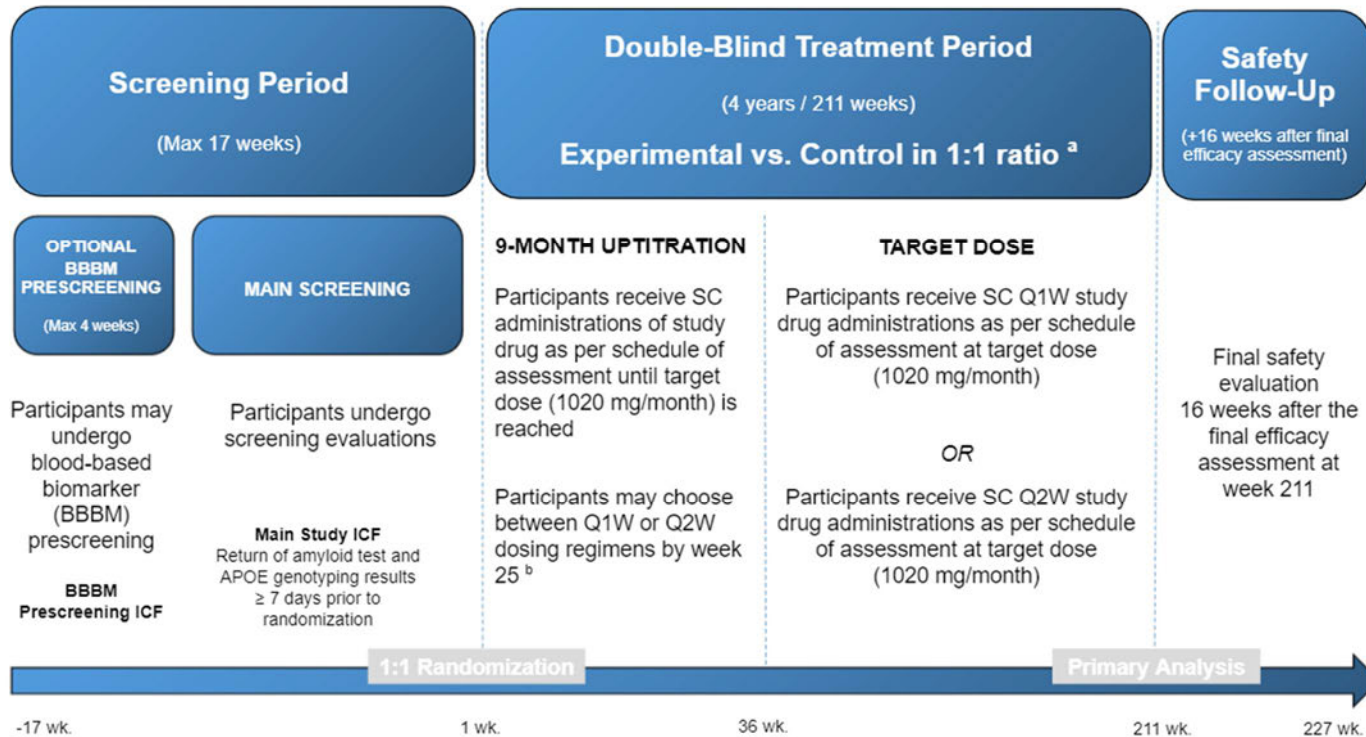 Screening Period
(Max 17 weeks)
Double-Blind Treatment Period
(4 years / 211 weeks)
Experimental vs. Control in 1:1 ratio a
Safety
Follow-Up
(+16 weeks after final
efficacy assessment)
OPTIONAL
BBBM
PRESCREENING
(Max 4 weeks)
Participants may
undergo
blood-based
biomarker
(BBBM)
prescreening
BBBM
Prescreening ICF
MAIN SCREENING
Participants undergo
screening evaluations
Main Study ICF
Return of amyloid test and
APOE genotyping results
≥ 7 days prior to
randomization
9-MONTH UPTITRATION
Participants receive SC
administrations of study
drug as per schedule of
assessment until target
dose (1020 mg/month) is
reached
Participants may choose
between Q1W or Q2W
dosing regimens by week
25 b
TARGET DOSE
Participants receive SC Q1W study
drug administrations as per schedule
of assessment at target dose
(1020 mg/month)
OR
Participants receive SC Q2W study
drug administrations as per schedule
of assessment at target dose
(1020 mg/month)
Final safety
evaluation
16 weeks after the
final efficacy
assessment at
week 211
1:1 Randomization
Primary Analysis
-17 wk.
1 wk.
36 wk.
211 wk.
227 wk.